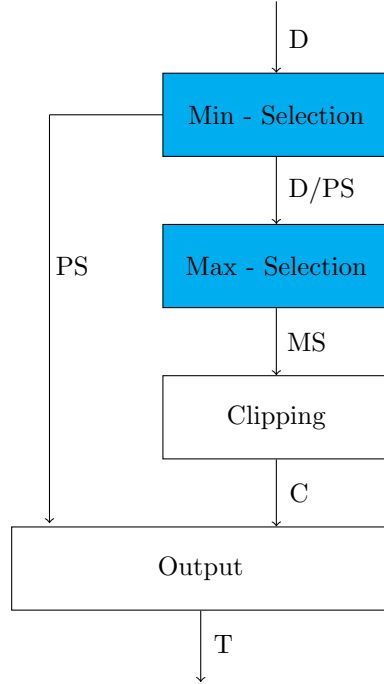 D
Min - Selection
D/PS
PS
Max - Selection
MS
Clipping
C
Output
T